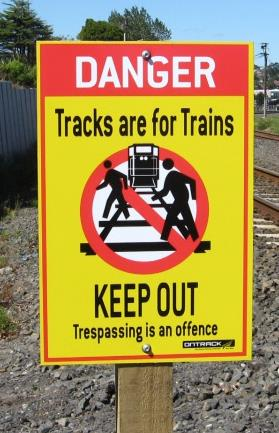 DANGER
Tracks are for Trains
KEEP OUT
Trespassing is an offence
ONTRACK